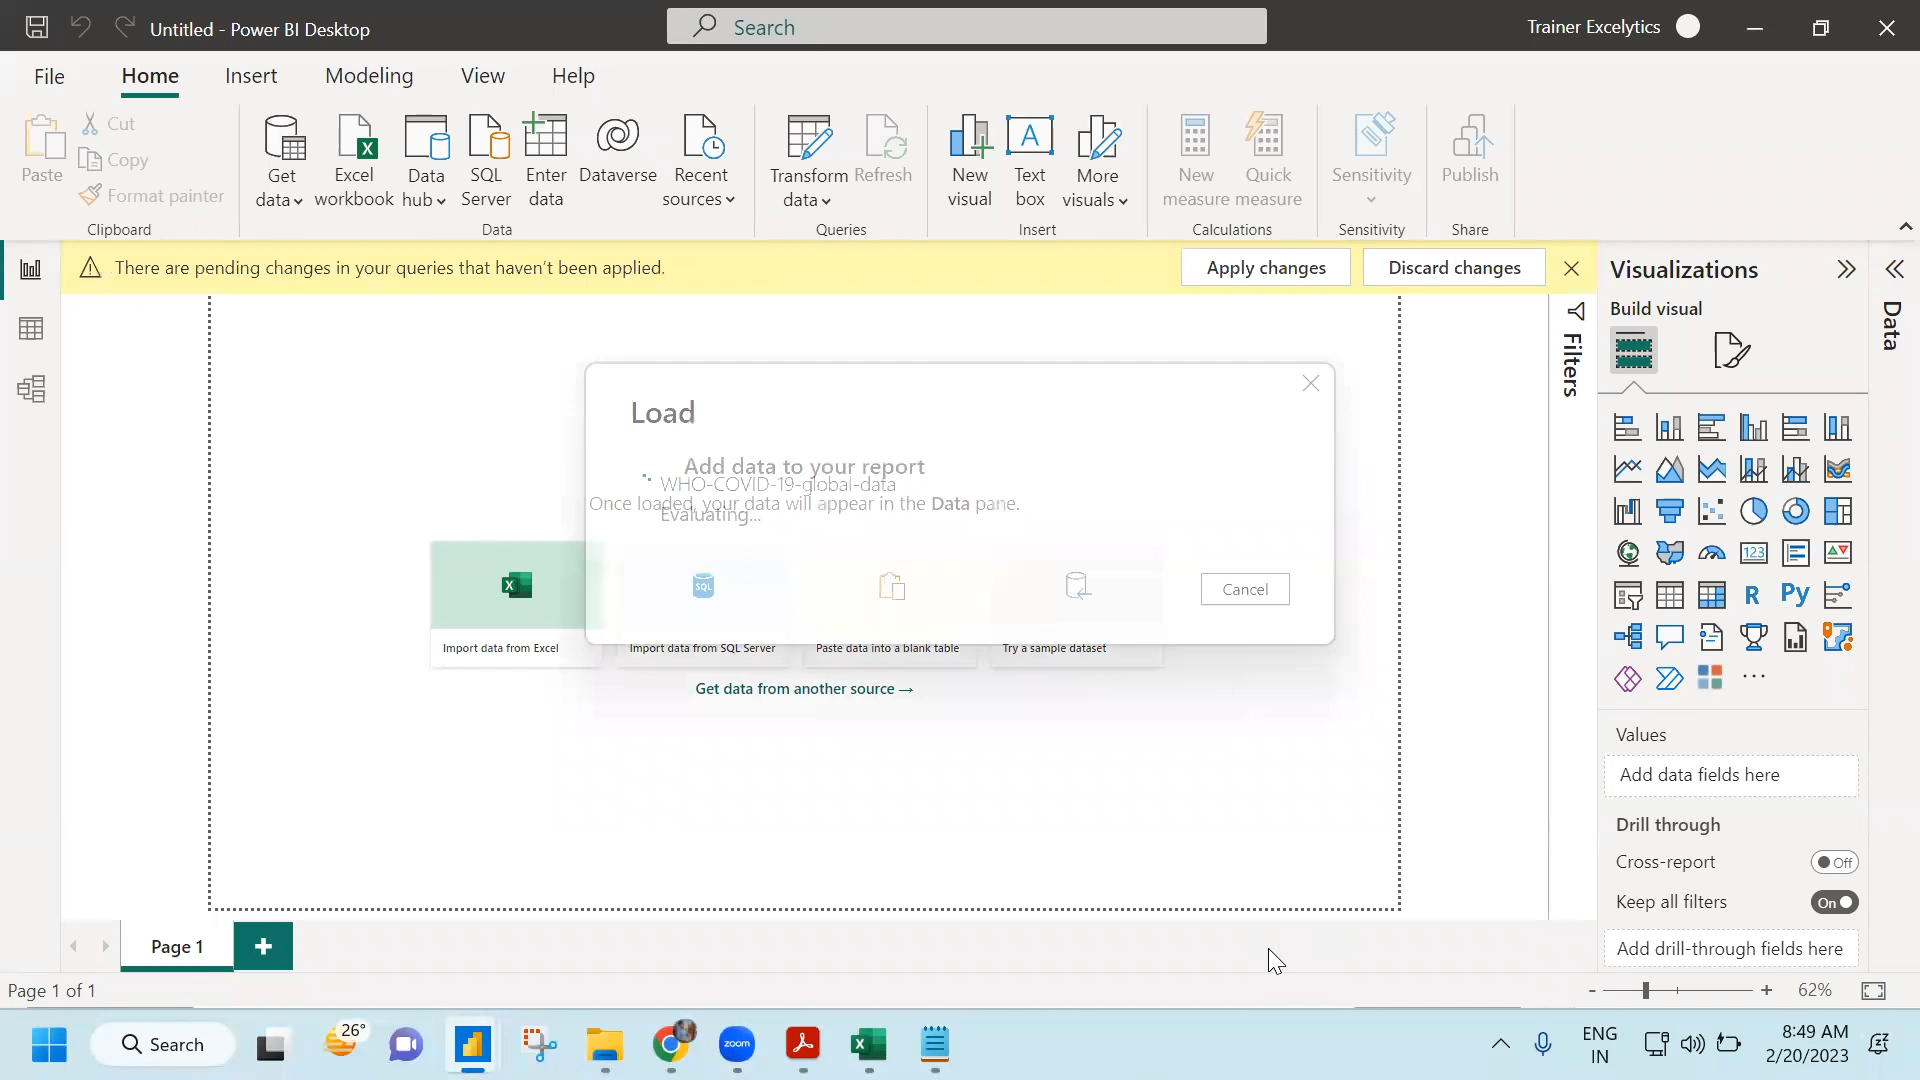 Untitled - Power BI Desktop
Search
Trainer Excelytics
File
Home
Insert
Modeling
View
Help
Paste
Cut
Copy
Format painter
Clipboard
Get data
Excel workbook
Data hub
SQL Server
Enter data
Dataverse
Recent sources
Data
Transform data
Refresh
Queries
New visual
Text box
More visuals
Insert
New measure
Quick measure
Calculations
Sensitivity
Sensitivity
Publish
Share
There are pending changes in your queries that haven't been applied.
Apply changes
Discard changes
Load
Add data to your report
WHO-COVID-19-global-data
Once loaded, your data will appear in the Data pane.
Evaluating...
SQL
Cancel
Import data from Excel
Import data from SQL Server
Paste data into a blank table
Try a sample dataset
Get data from another source →
Filters
Visualizations
Build visual
123
R
Py
Values
Add data fields here
Drill through
Cross-report
Off
Keep all filters
On
Add drill-through fields here
Data
Page 1
Page 1 of 1
- + 62%
Search
26°
zoom
ENG
IN
8:49 AM
2/20/2023